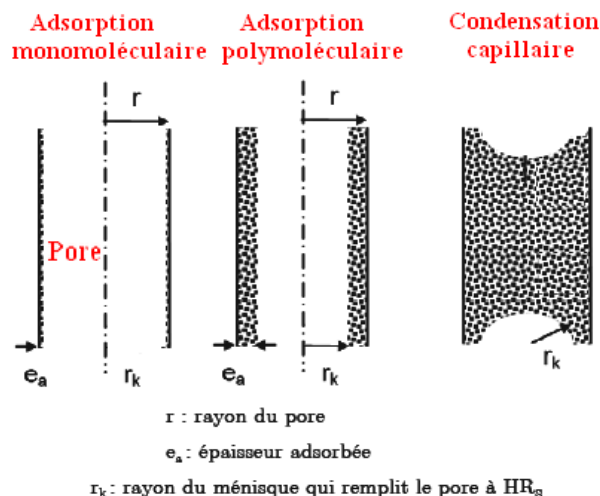 Adsorption
monomoléculaire
Adsorption
polymoléculaire
Condensation
capillaire
r
r
Pore
e_a
r_k
e_a
r_k
r_k
r : rayon du pore
e_a : épaisseur adsorbée
r_k : rayon du ménisque qui remplit le pore à HR_S